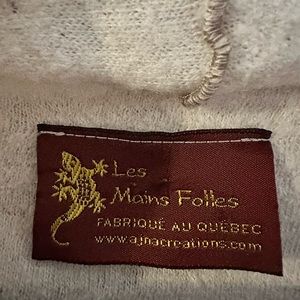 Les
Mains Folles
FABRIQUÉ AU QUÉBEC
www.ajnacreations.com